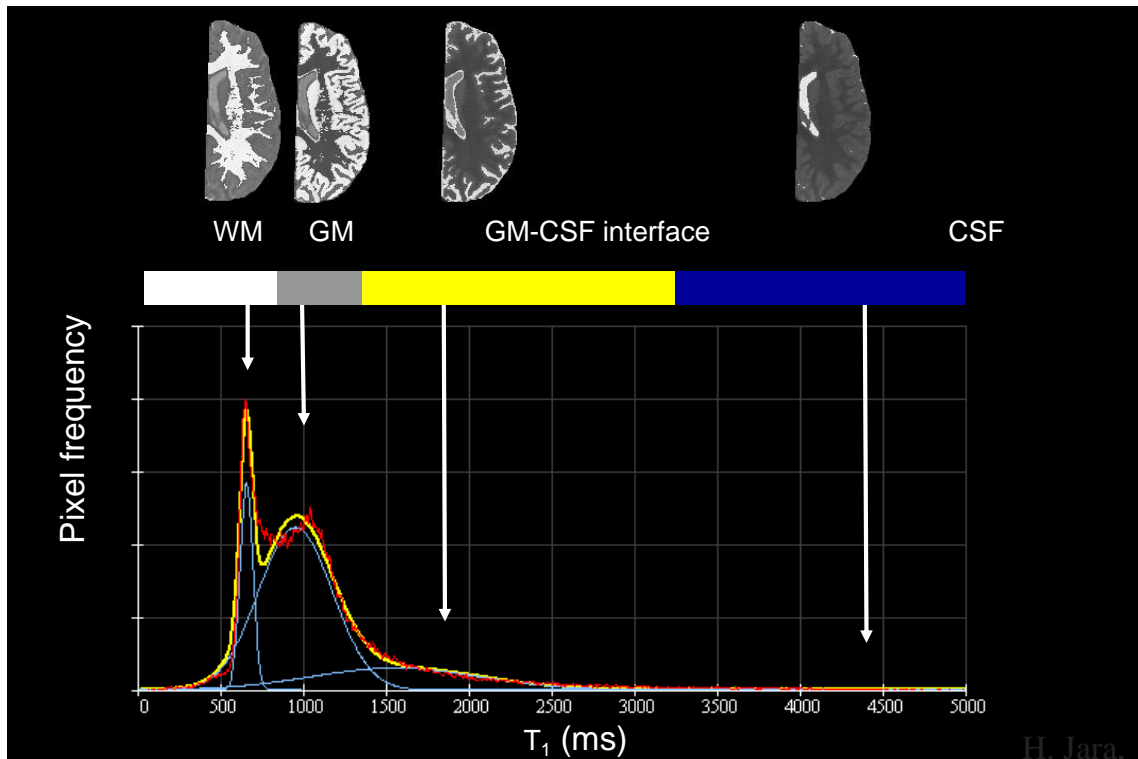 WM GM GM-CSF interface CSF
Pixel frequency
0 500 1000 1500 2000 2500 3000 3500 4000 4500 5000
T₁ (ms)
H. Jara.